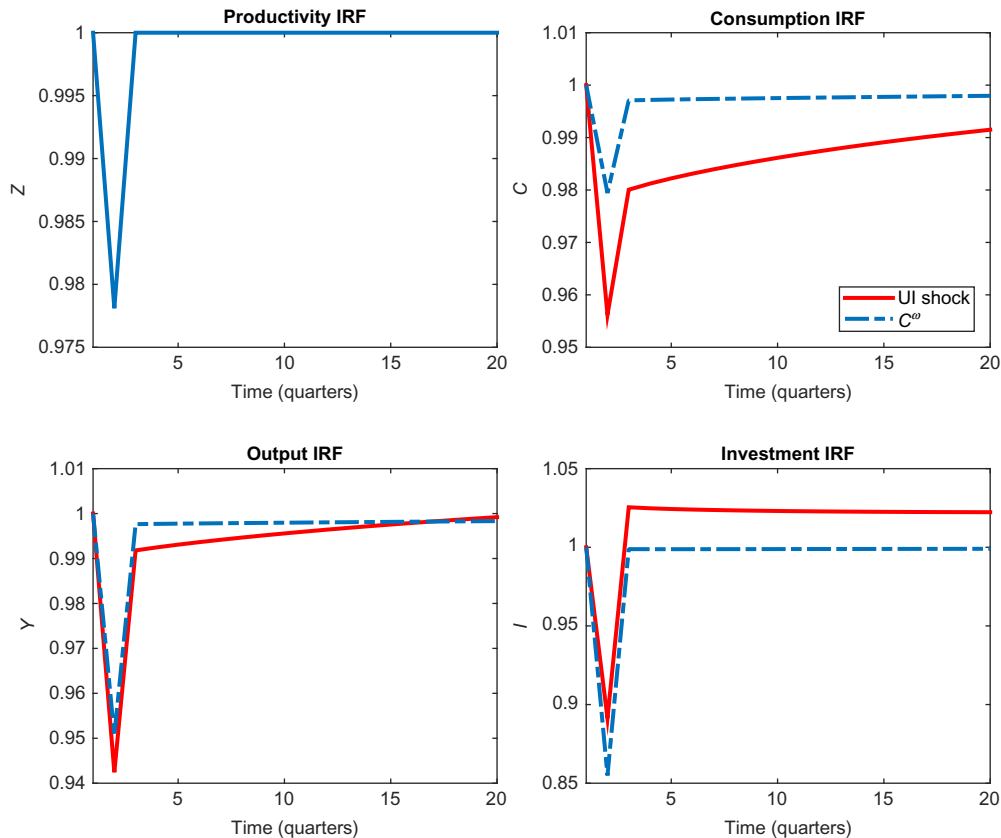 Productivity IRF
1
0.995
0.99
0.985
0.98
0.975
Z
5 10 15 20
Time (quarters)
Consumption IRF
1.01
1
0.99
0.98
0.97
0.96
0.95
C
UI shock
C^ω
5 10 15 20
Time (quarters)
Output IRF
1.01
1
0.99
0.98
0.97
0.96
0.95
0.94
Y
5 10 15 20
Time (quarters)
Investment IRF
1.05
1
0.95
0.9
0.85
I
5 10 15 20
Time (quarters)